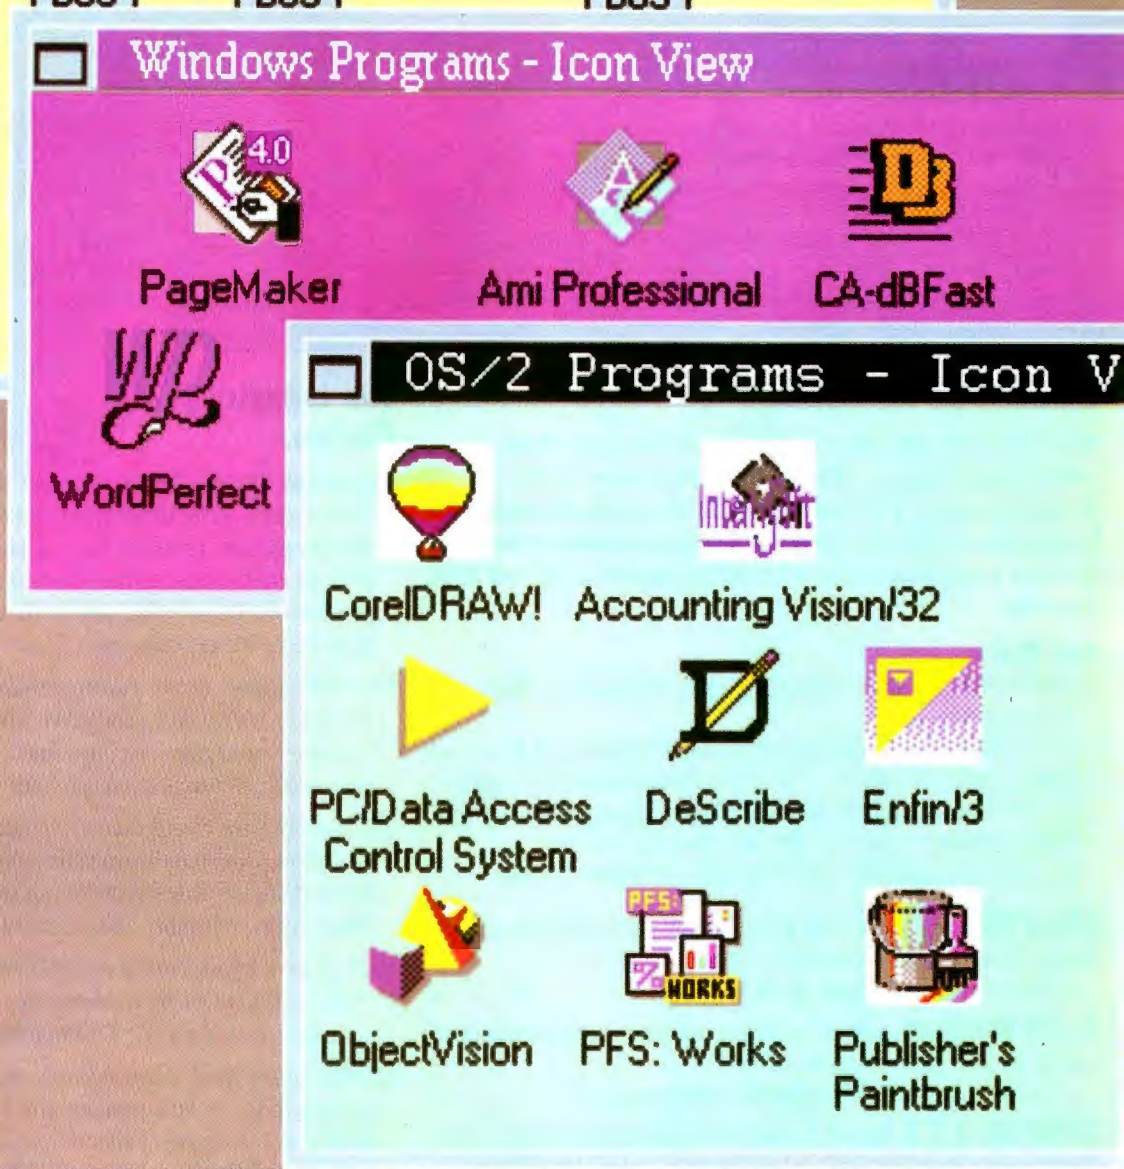 Windows Programs - Icon View
4.0
PageMaker
Ami Professional
CA-dBFast
WordPerfect
OS/2 Programs - Icon V
CorelDRAW!
Accounting Vision/32
PC/Data Access
Control System
DeScribe
Enfin/3
ObjectVision
PFS:
WORKS
PFS: Works
Publisher's
Paintbrush